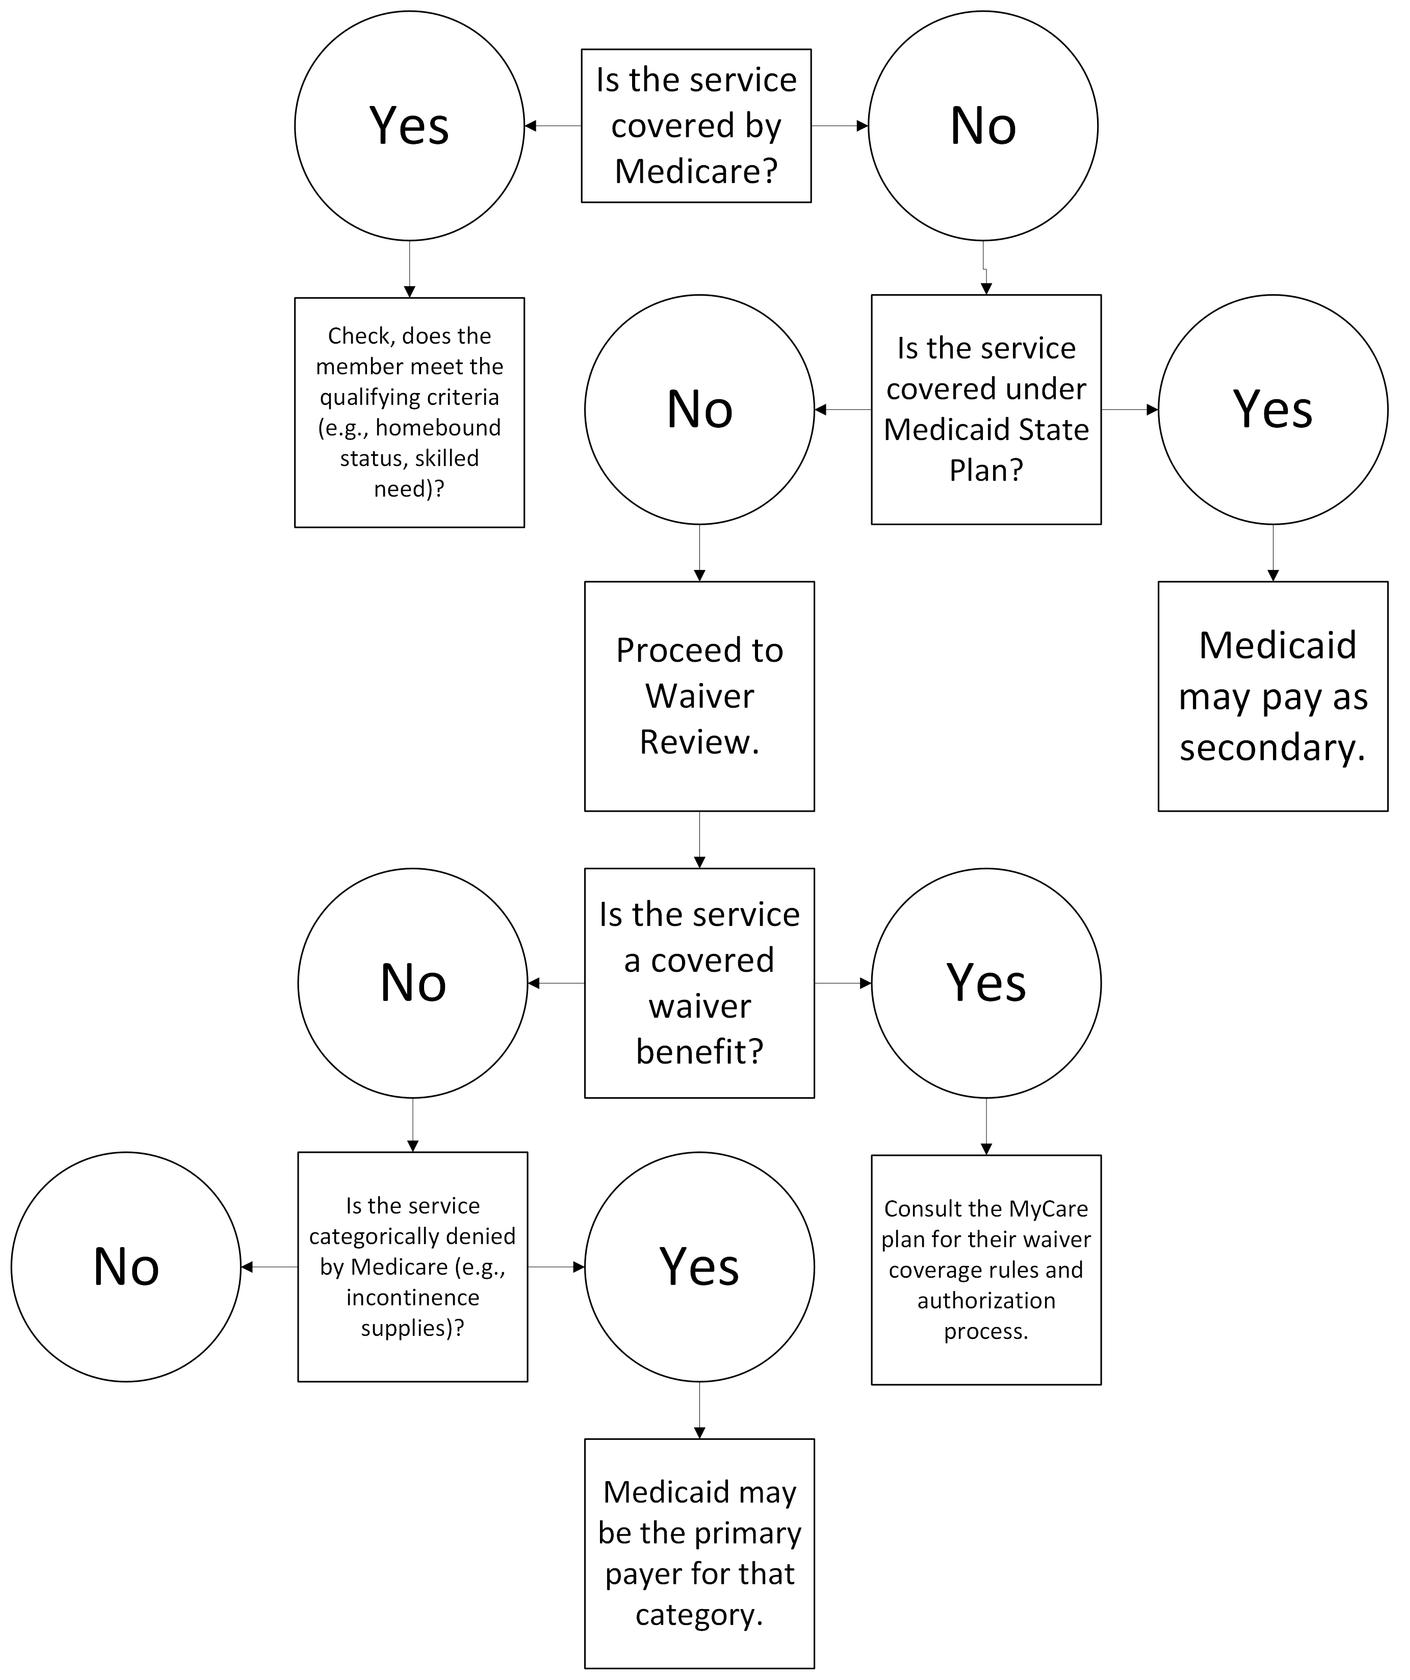 Yes
Is the service
covered by
Medicare?
No
Check, does the
member meet the
qualifying criteria
(e.g., homebound
status, skilled
need)?
No
Is the service
covered under
Medicaid State
Plan?
Yes
Proceed to
Waiver
Review.
Medicaid
may pay as
secondary.
No
Is the service
a covered
waiver
benefit?
Yes
No
Is the service
categorically denied
by Medicare (e.g.,
incontinence
supplies)?
Yes
Consult the MyCare
plan for their waiver
coverage rules and
authorization
process.
Medicaid may
be the primary
payer for that
category.